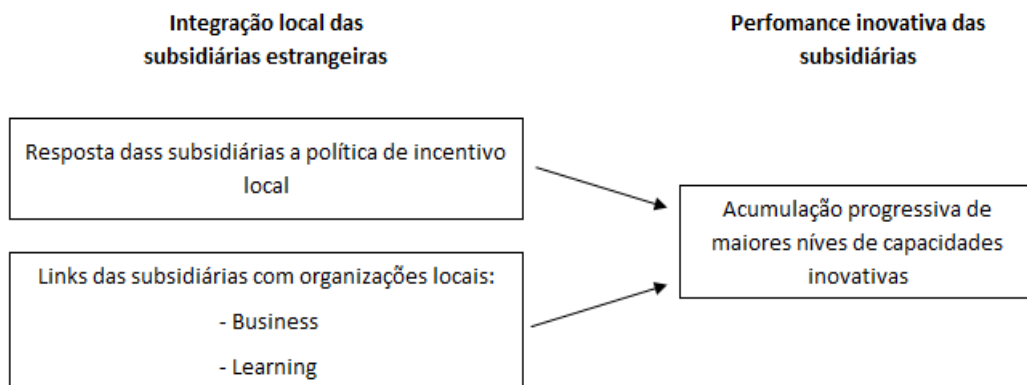 Integração local das
subsidiárias estrangeiras
Perfomance inovativa das
subsidiárias
Resposta dass subsidiárias a política de incentivo
local
Links das subsidiárias com organizações locais:
- Business
- Learning
Acumulação progressiva de
maiores níves de capacidades
inovativas